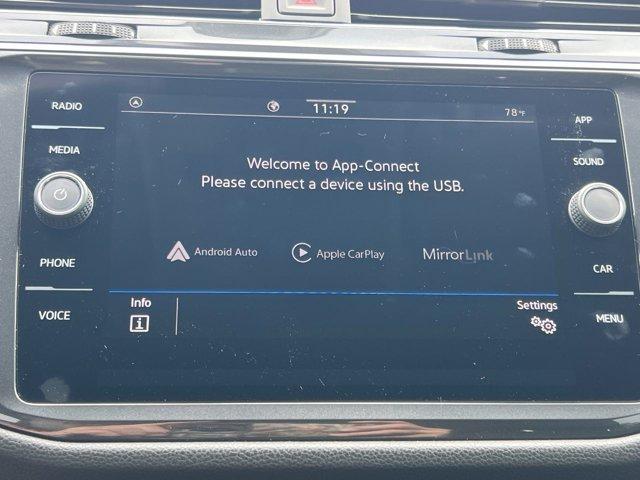 RADIO
MEDIA
PHONE
VOICE
11:19
78°F
Welcome to App-Connect
Please connect a device using the USB.
Android Auto
Apple CarPlay
MirrorLink
Info
i
Settings
APP
SOUND
CAR
MENU